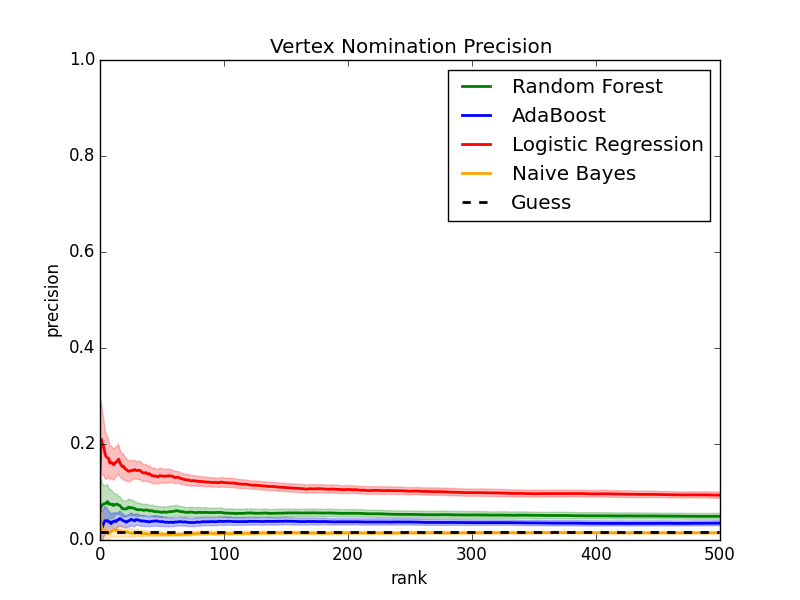 Vertex Nomination Precision
1.0
0.8
0.6
0.4
0.2
0.0
precision
Random Forest
AdaBoost
Logistic Regression
Naive Bayes
Guess
0 100 200 300 400 500
rank